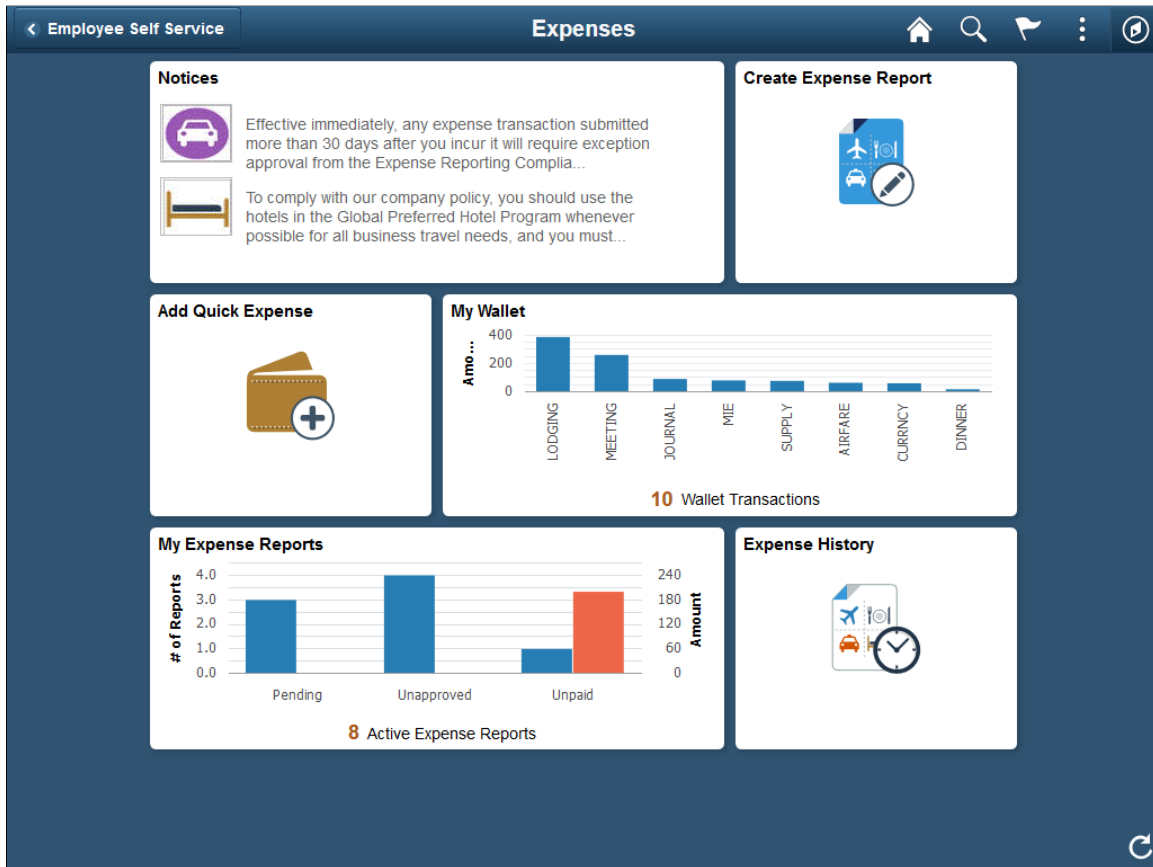 Employee Self Service
Expenses
Notices
Effective immediately, any expense transaction submitted
more than 30 days after you incur it will require exception
approval from the Expense Reporting Complia...
To comply with our company policy, you should use the
hotels in the Global Preferred Hotel Program whenever
possible for all business travel needs, and you must...
Create Expense Report
Add Quick Expense
My Wallet
Amo...
400
200
0
LODGING
MEETING
JOURNAL
MIE
SUPPLY
AIRFARE
CURRNCY
DINNER
10 Wallet Transactions
My Expense Reports
# of Reports
4.0
3.0
2.0
1.0
0.0
240
180
120
60
0
Amount
Pending
Unapproved
Unpaid
8 Active Expense Reports
Expense History